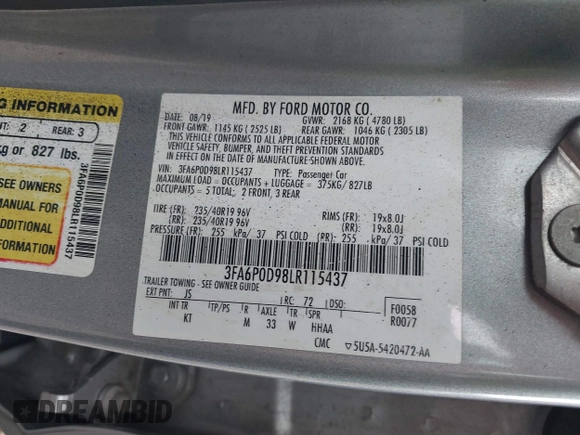 NG INFORMATION
NT: 2 REAR: 3
kg or 827 lbs.
SEE OWNERS
MANUAL FOR
ADDITIONAL
FORMATION
3FA6P0D98LR115437
MFD. BY FORD MOTOR CO.
DATE: 08/19 GVWR: 2168 KG ( 4780 LB)
FRONT GAWR: 1145 KG ( 2525 LB) REAR GAWR: 1046 KG ( 2305 LB)
THIS VEHICLE CONFORMS TO ALL APPLICABLE FEDERAL MOTOR
VEHICLE SAFETY, BUMPER, AND THEFT PREVENTION STANDARDS
IN EFFECT ON THE DATE OF MANUFACTURE SHOWN ABOVE.
VIN: 3FA6P0D98LR115437 TYPE: Passenger Car
MAXIMUM LOAD = OCCUPANTS + LUGGAGE = 375KG/ 827LB
OCCUPANTS = 5 TOTAL: 2 FRONT, 3 REAR
TIRE (FR): 235/40R19 96V RIMS (FR): 19x8.0J
(RR): 235/40R19 96V (RR): 19x8.0J
PRESSURE (FR): 255 kPa/ 37 PSI COLD (RR): 255 kPa/ 37 PSI COLD
3FA6P0D98LR115437
TRAILER TOWING - SEE OWNER GUIDE
EXT PNT: JS RC: 72 DSO: F0058
INT TR TP/PS R AXLE TR SPR R0077
KT M 33 W HHAA
CMC 5U5A-5420472-AA
DREAMBID